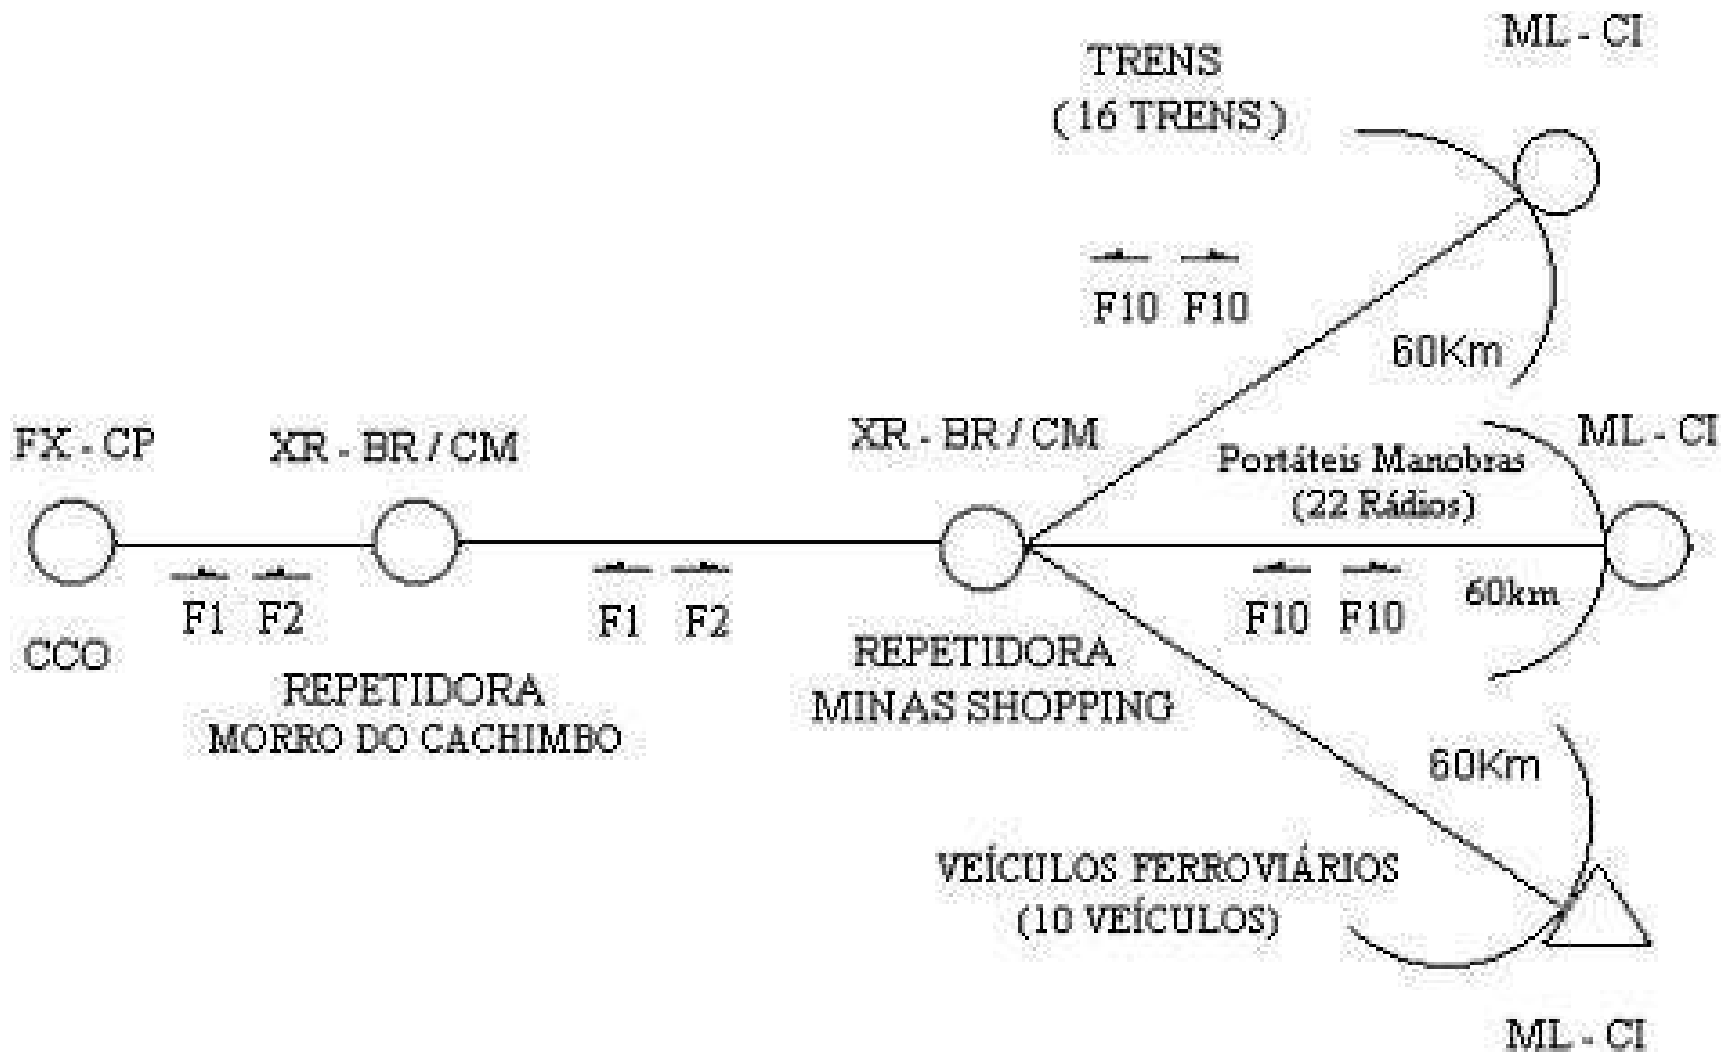 ML - CI
TRENS
( 16 TRENS )
F10 F10
60Km
FX - CP
XR - BR / CM
XR - BR / CM
ML - CI
Portáteis Manobras
(22 Rádios)
F1 F2
F1 F2
F10 F10
60km
CCO
REPETIDORA
MORRO DO CACHIMBO
REPETIDORA
MINAS SHOPPING
60Km
VEÍCULOS FERROVIÁRIOS
(10 VEÍCULOS)
ML - CI